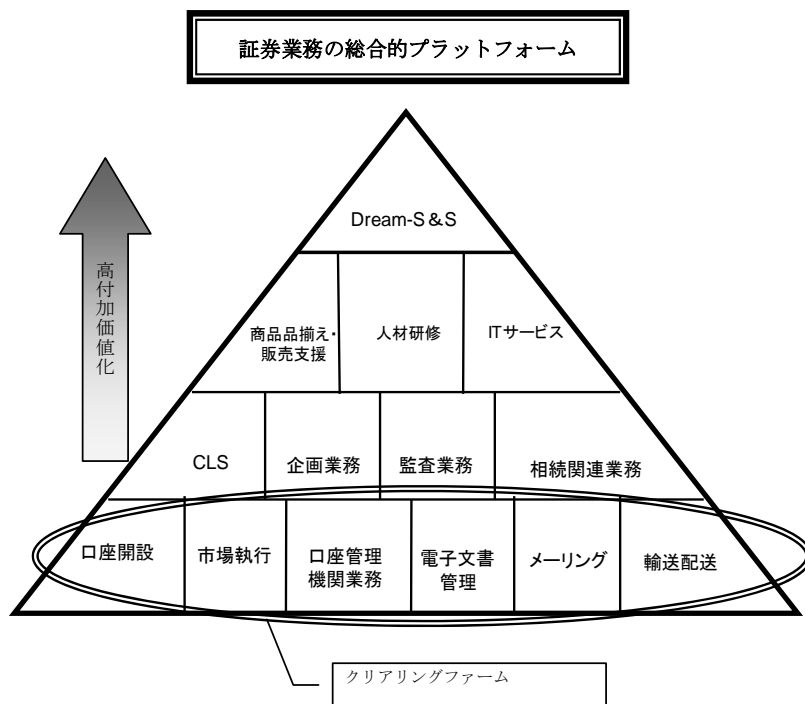 証券業務の総合的プラットフォーム
Dream-S&S
高付加価値化
商品品揃え・
販売支援
人材研修
ITサービス
CLS
企画業務
監査業務
相続関連業務
口座開設
市場執行
口座管理
機関業務
電子文書
管理
メーリング
輸送配送
クリアリングファーム